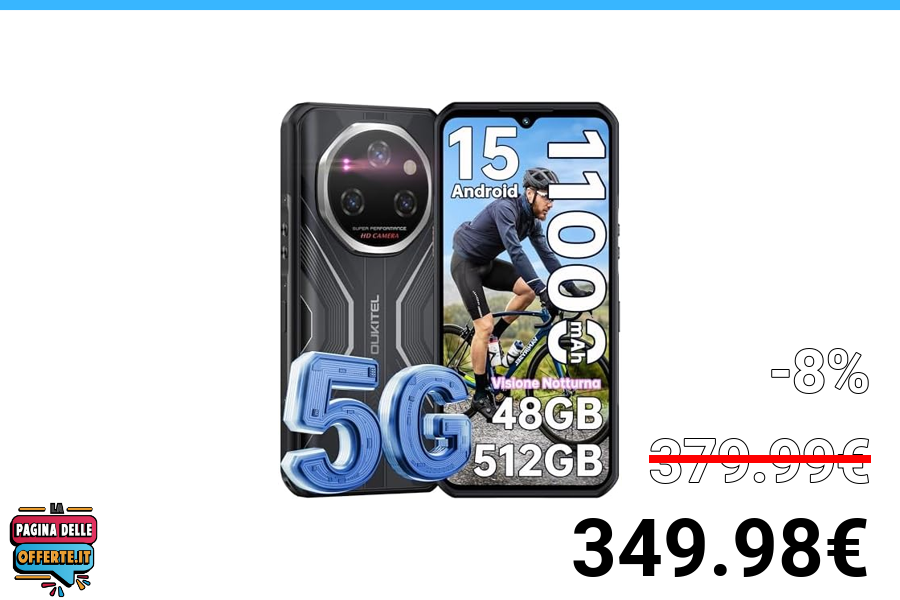 15
Android
11000
mAh
SUPER PERFORMANCE
HD CAMERA
OUKITEL
5G
Visione Notturna
48GB
512GB
-8%
379.99€
349.98€
LA
PAGINA DELLE
OFFERTE.IT